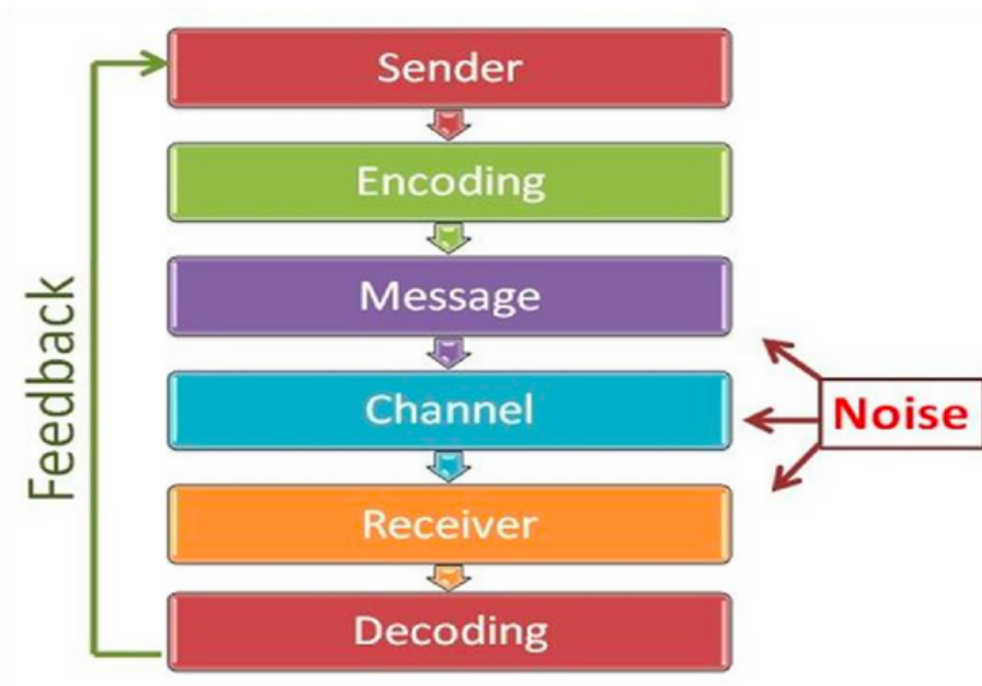 Sender
Encoding
Message
Channel
Receiver
Decoding
Feedback
Noise